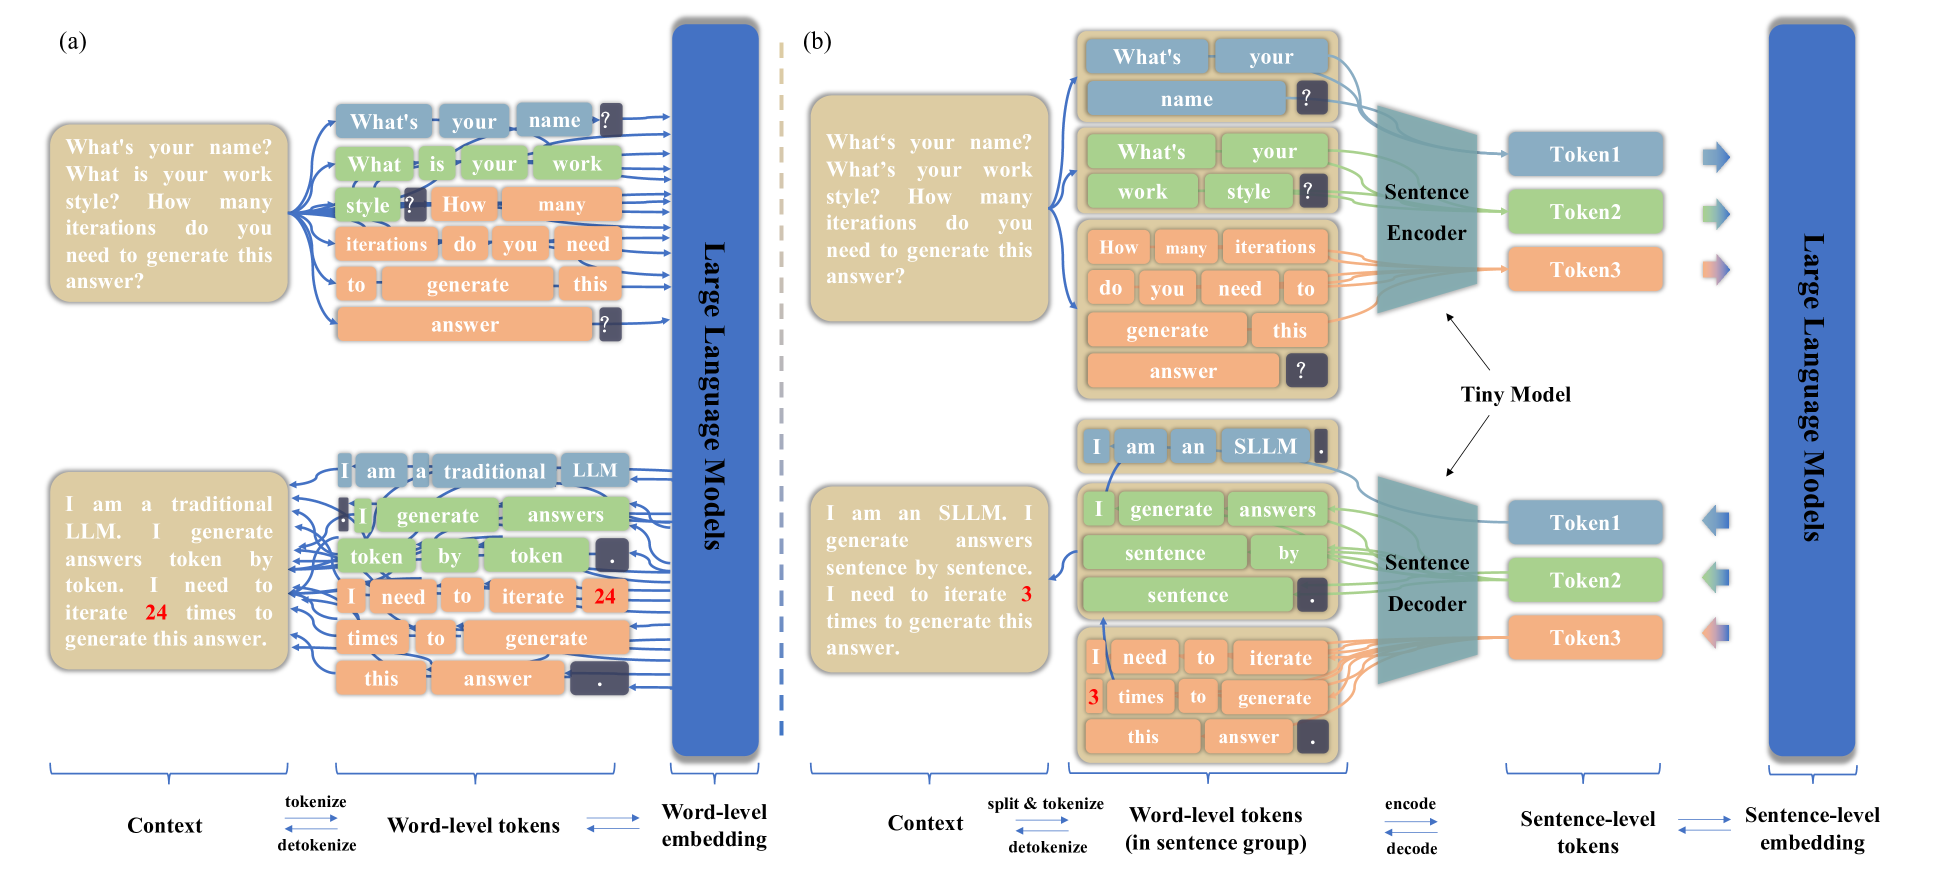 (a)
What's your name?
What is your work
style? How many
iterations do you
need to generate this
answer?
What's your name ?
What is your work
style ? How many
iterations do you need
to generate this
answer ?
I am a traditional
LLM. I generate
answers token by
token. I need to
iterate 24 times to
generate this answer.
I am a traditional LLM
. I generate answers
token by token .
I need to iterate 24
times to generate
this answer .
Large Language Models
Context
tokenize
detokenize
Word-level tokens
Word-level
embedding
(b)
What‘s your name?
What’s your work
style? How many
iterations do you
need to generate this
answer?
What's your
name ?
What's your
work style ?
How many iterations
do you need to
generate this
answer ?
Sentence
Encoder
Token1
Token2
Token3
Tiny Model
I am an SLLM. I
generate answers
sentence by sentence.
I need to iterate 3
times to generate this
answer.
I am an SLLM .
I generate answers
sentence by
sentence .
I need to iterate
3 times to generate
this answer .
Sentence
Decoder
Token1
Token2
Token3
Large Language Models
Context
split & tokenize
detokenize
Word-level tokens
(in sentence group)
encode
decode
Sentence-level
tokens
Sentence-level
embedding